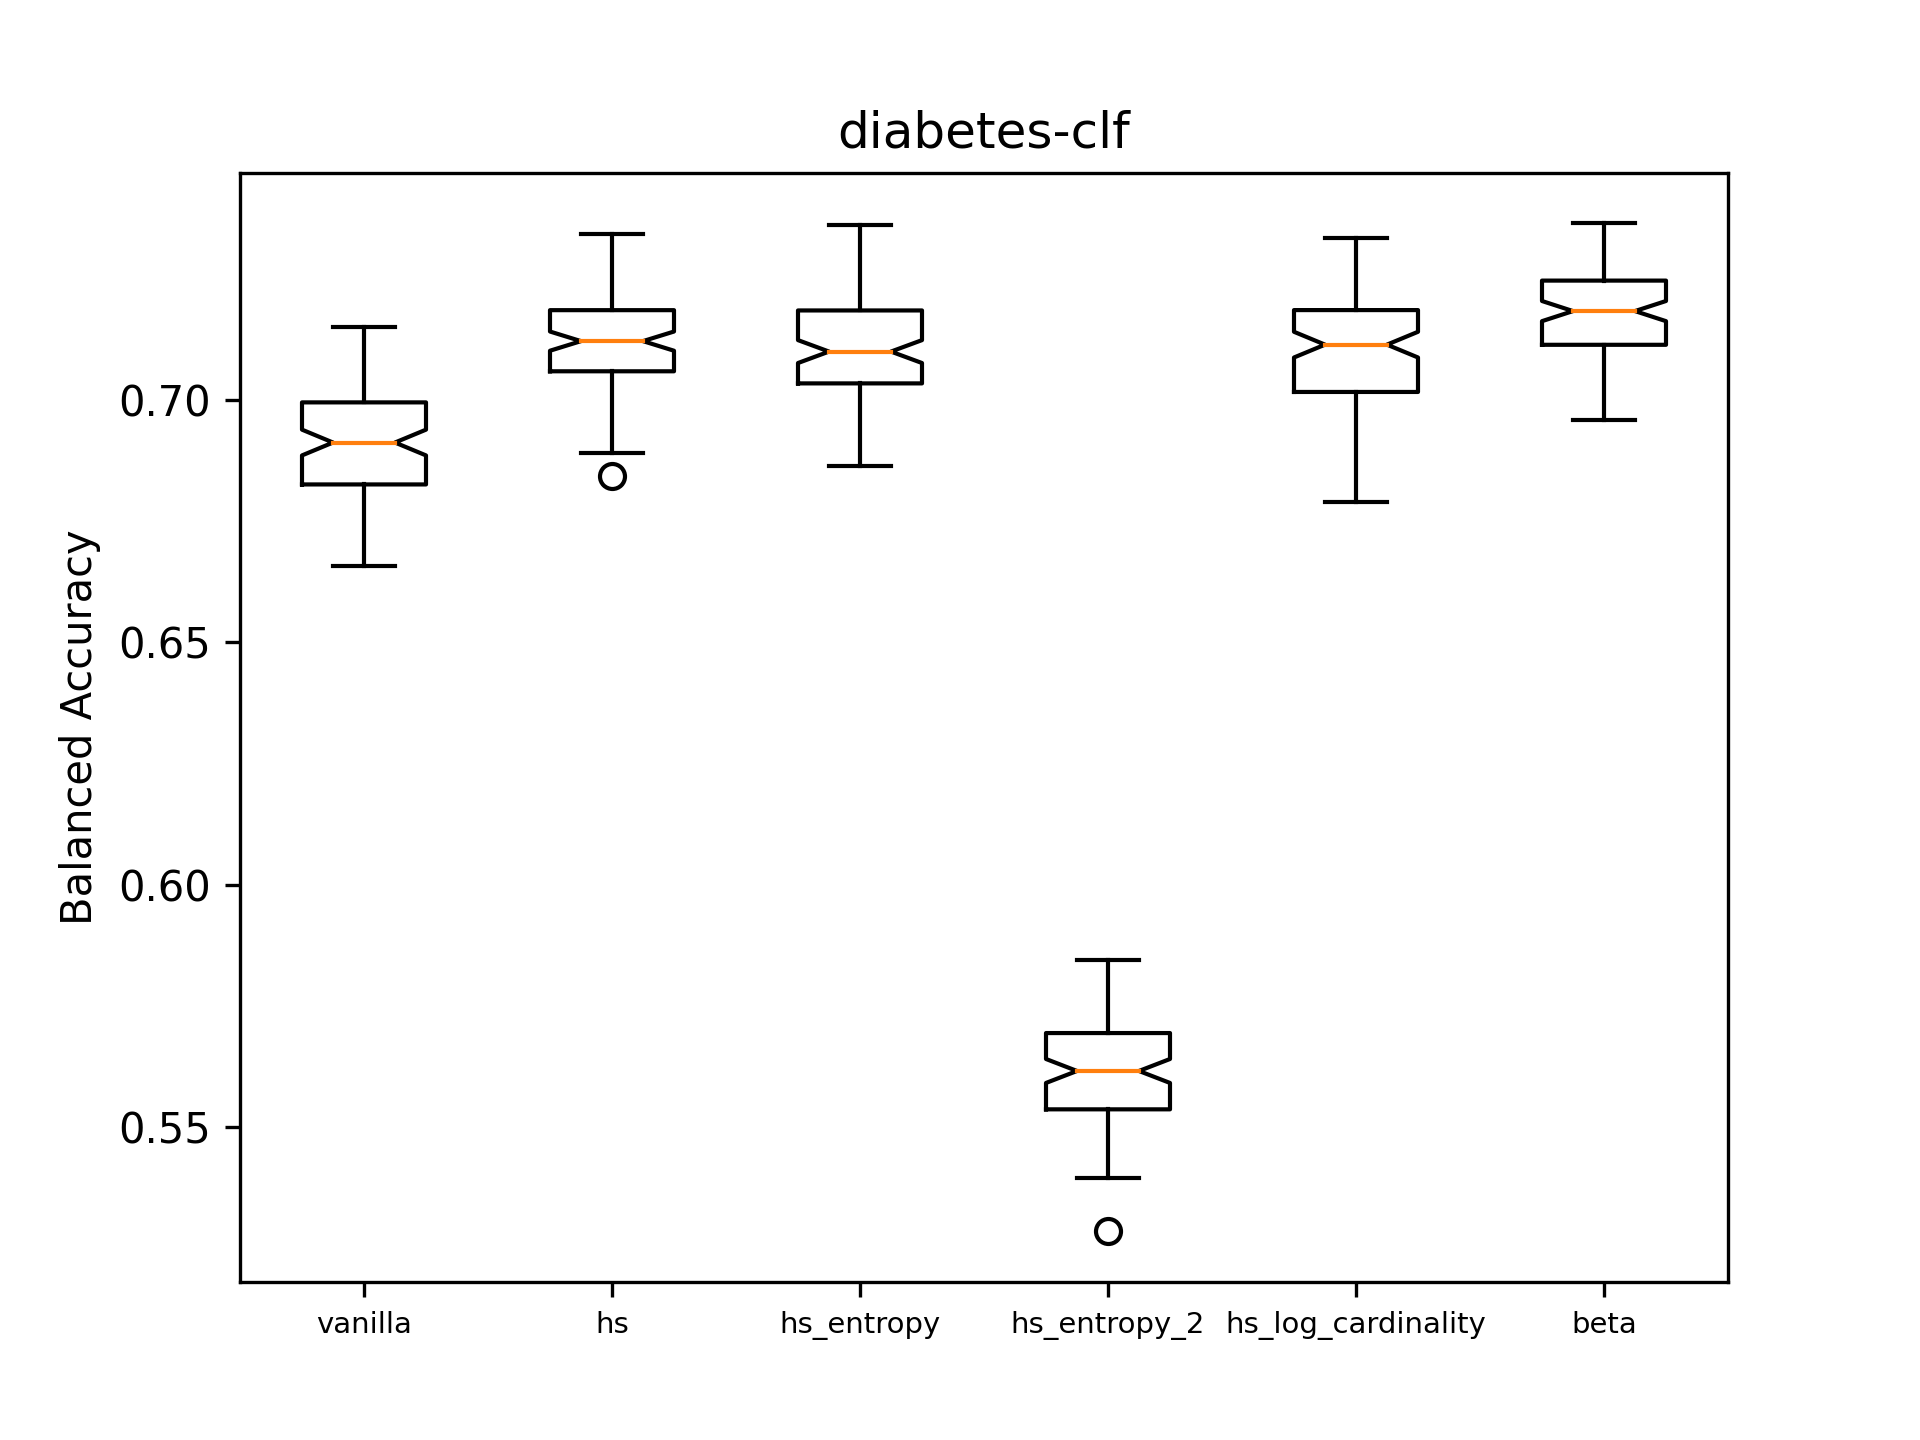 diabetes-clf
Balanced Accuracy
0.70
0.65
0.60
0.55
vanilla
hs
hs_entropy
hs_entropy_2
hs_log_cardinality
beta